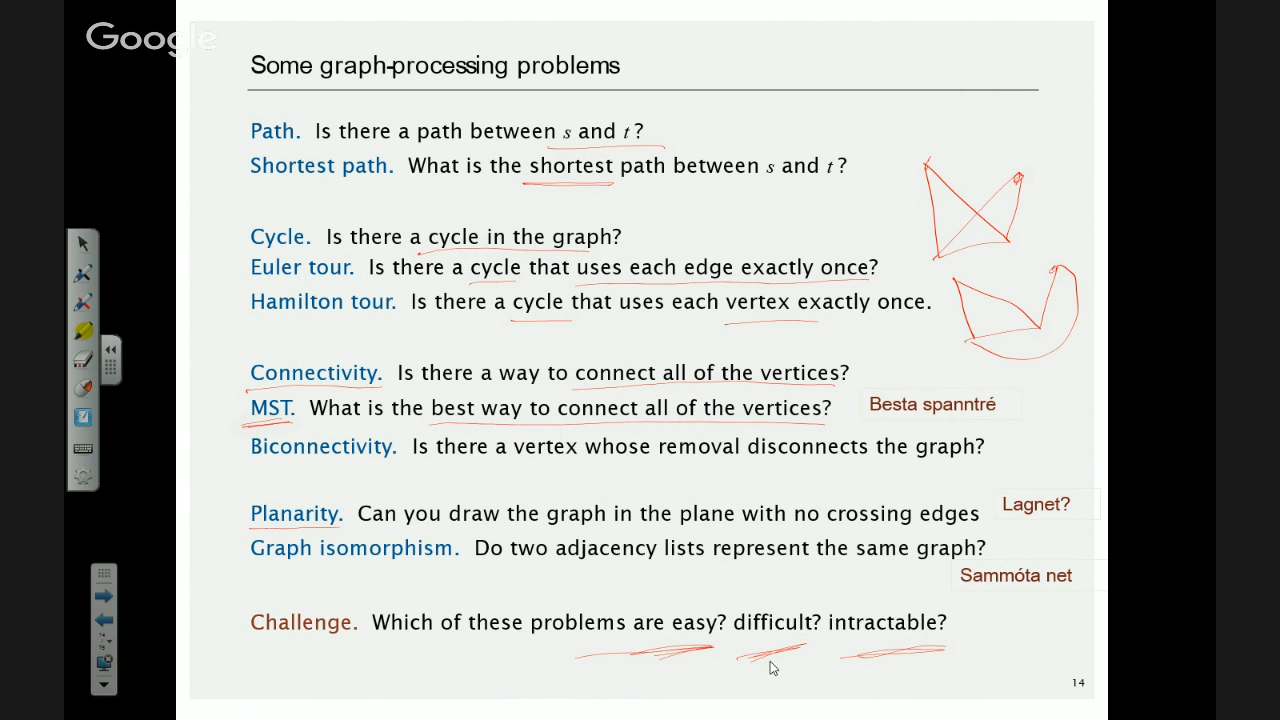 Google
Some graph-processing problems
Path. Is there a path between s and t ?
Shortest path. What is the shortest path between s and t ?
Cycle. Is there a cycle in the graph?
Euler tour. Is there a cycle that uses each edge exactly once?
Hamilton tour. Is there a cycle that uses each vertex exactly once.
Connectivity. Is there a way to connect all of the vertices?
MST. What is the best way to connect all of the vertices?
Besta spanntré
Biconnectivity. Is there a vertex whose removal disconnects the graph?
Planarity. Can you draw the graph in the plane with no crossing edges
Lagnet?
Graph isomorphism. Do two adjacency lists represent the same graph?
Sammóta net
Challenge. Which of these problems are easy? difficult? intractable?
14